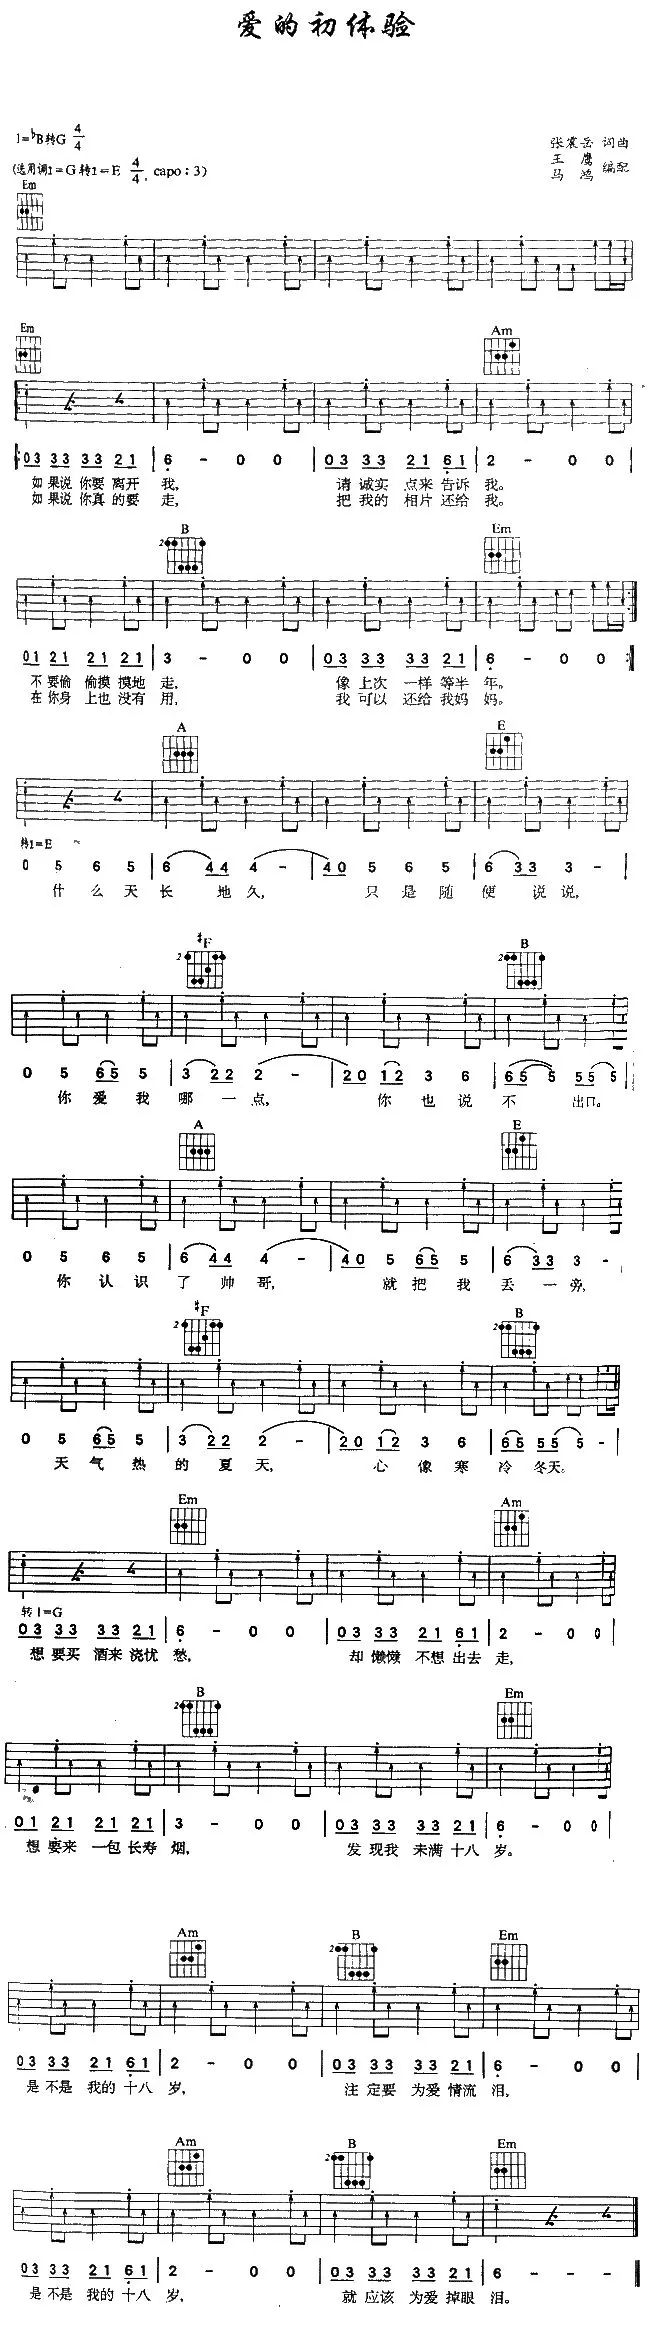 爱的初体验
1=♭B转G 4/4
张震岳 词曲
(选用调1=G转1=E 4/4, capo:3)
王鹰
马鸿 编配
Em
Em Am
03 33 33 21 | 6 - 0 0 | 03 33 21 61 | 2 - 0 0 |
如果说你要离开我, 请诚实点来告诉我。
如果说你真的要走, 把我的相片还给我。
B Em
2
01 21 21 21 | 3 - 0 0 | 03 33 33 21 | 6 - 0 0 :|
不要偷偷摸摸地走, 像上次一样等半年。
在你身上也没有用, 我可以还给我妈妈。
A E
转1=E
0 5 6 5 | 6 44 4 - | 40 5 6 5 | 6 33 3 - |
什么天长地久, 只是随便说说,
#F B
2 2
0 5 65 5 | 3 22 2 - | 20 12 3 6 | 65 5 55 5 |
你爱我哪一点, 你也说不出口。
A E
0 5 6 5 | 6 44 4 - | 40 5 65 5 | 6 33 3 - |
你认识了帅哥, 就把我丢一旁,
#F B
2 2
0 5 65 5 | 3 22 2 - | 20 12 3 6 | 65 55 5 - |
天气热的夏天, 心像寒冷冬天。
Em Am
转1=G
03 33 33 21 | 6 - 0 0 | 03 33 21 61 | 2 - 0 0 |
想要买酒来浇忧愁, 却懒懒不想出去走,
B Em
2
01 21 21 21 | 3 - 0 0 | 03 33 33 21 | 6 - 0 0 |
想要来一包长寿烟, 发现我未满十八岁。
Am B Em
2
03 33 21 61 | 2 - 0 0 | 03 33 33 21 | 6 - 0 0 |
是不是我的十八岁, 注定要为爱情流泪,
Am B Em
2
03 33 21 61 | 2 - 0 0 | 03 33 33 21 | 6 - - - |
是不是我的十八岁, 就应该为爱掉眼泪。